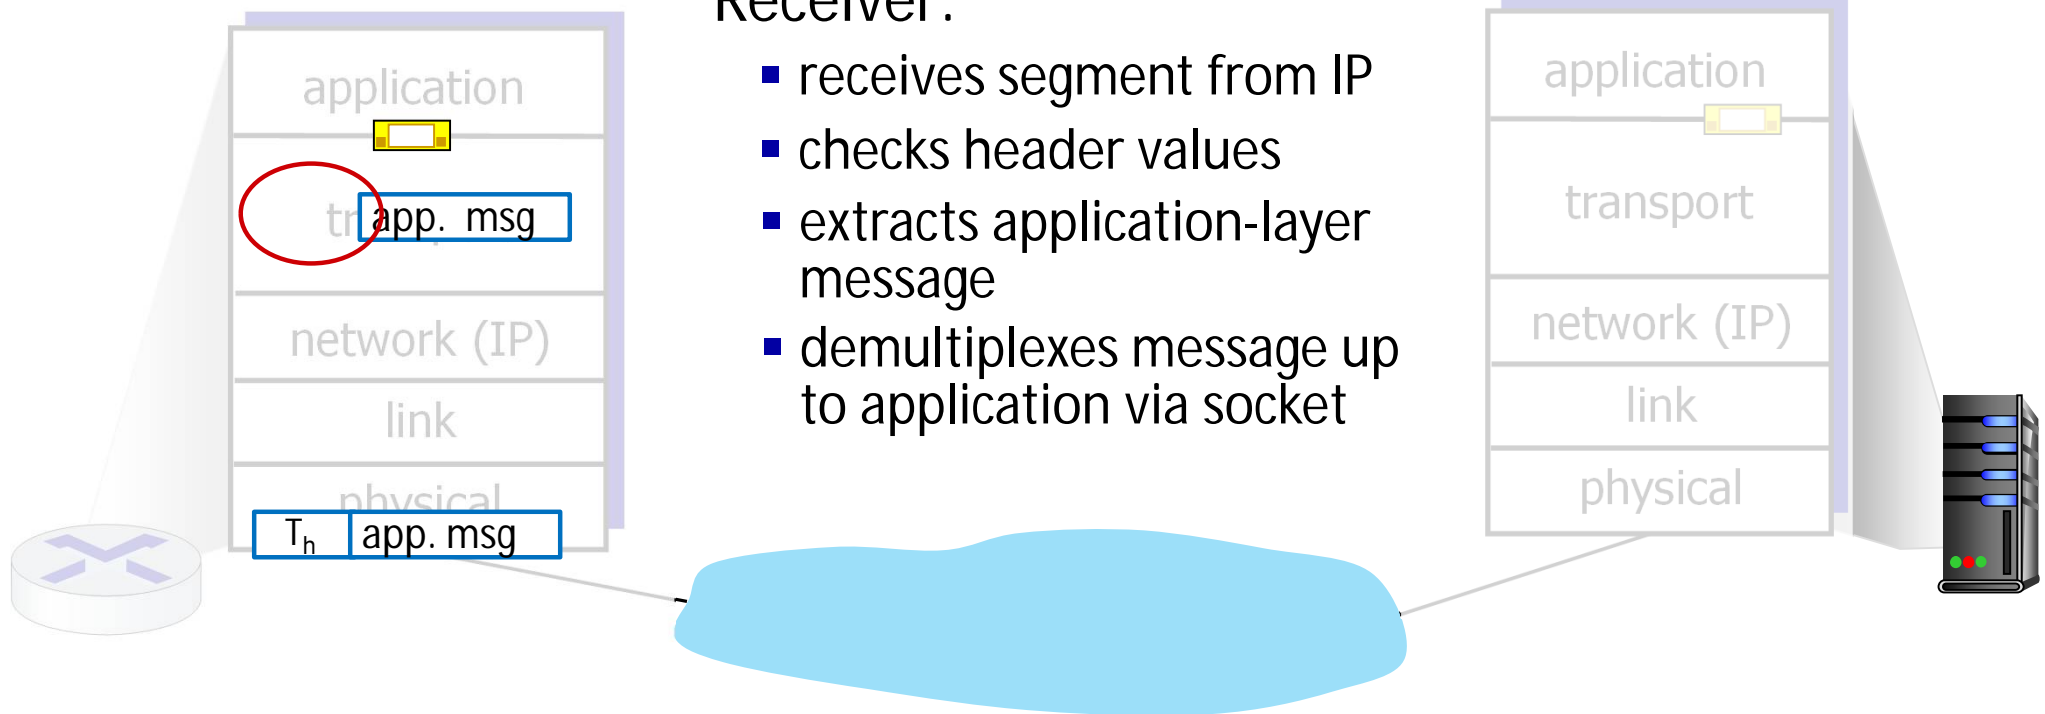 Receiver:
receives segment from IP
checks header values
extracts application-layer
message
demultiplexes message up
to application via socket
application
app. msg
network (IP)
link
physical
Th app. msg
application
transport
network (IP)
link
physical